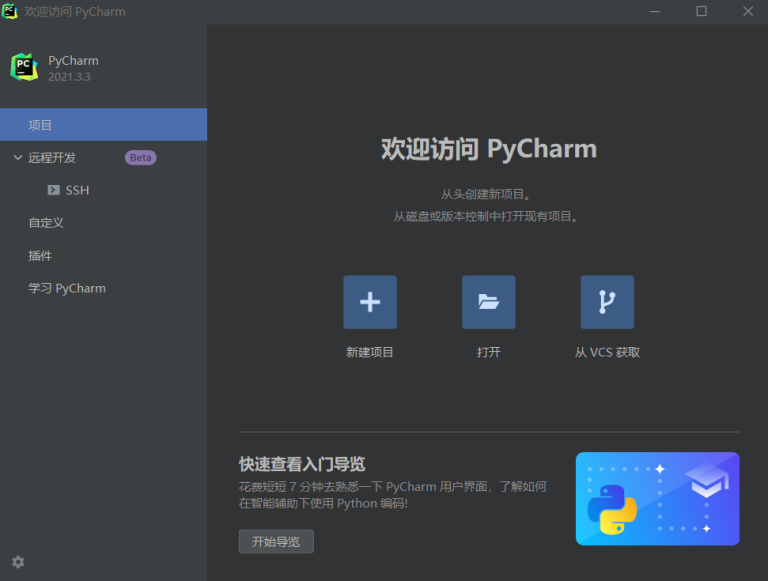 欢迎访问 PyCharm
PC
PyCharm
2021.3.3
项目
远程开发 Beta
SSH
自定义
插件
学习 PyCharm
欢迎访问 PyCharm
从头创建新项目。
从磁盘或版本控制中打开现有项目。
新建项目 打开 从 VCS 获取
快速查看入门导览
花费短短 7 分钟去熟悉一下 PyCharm 用户界面，了解如何
在智能辅助下使用 Python 编码!
开始导览